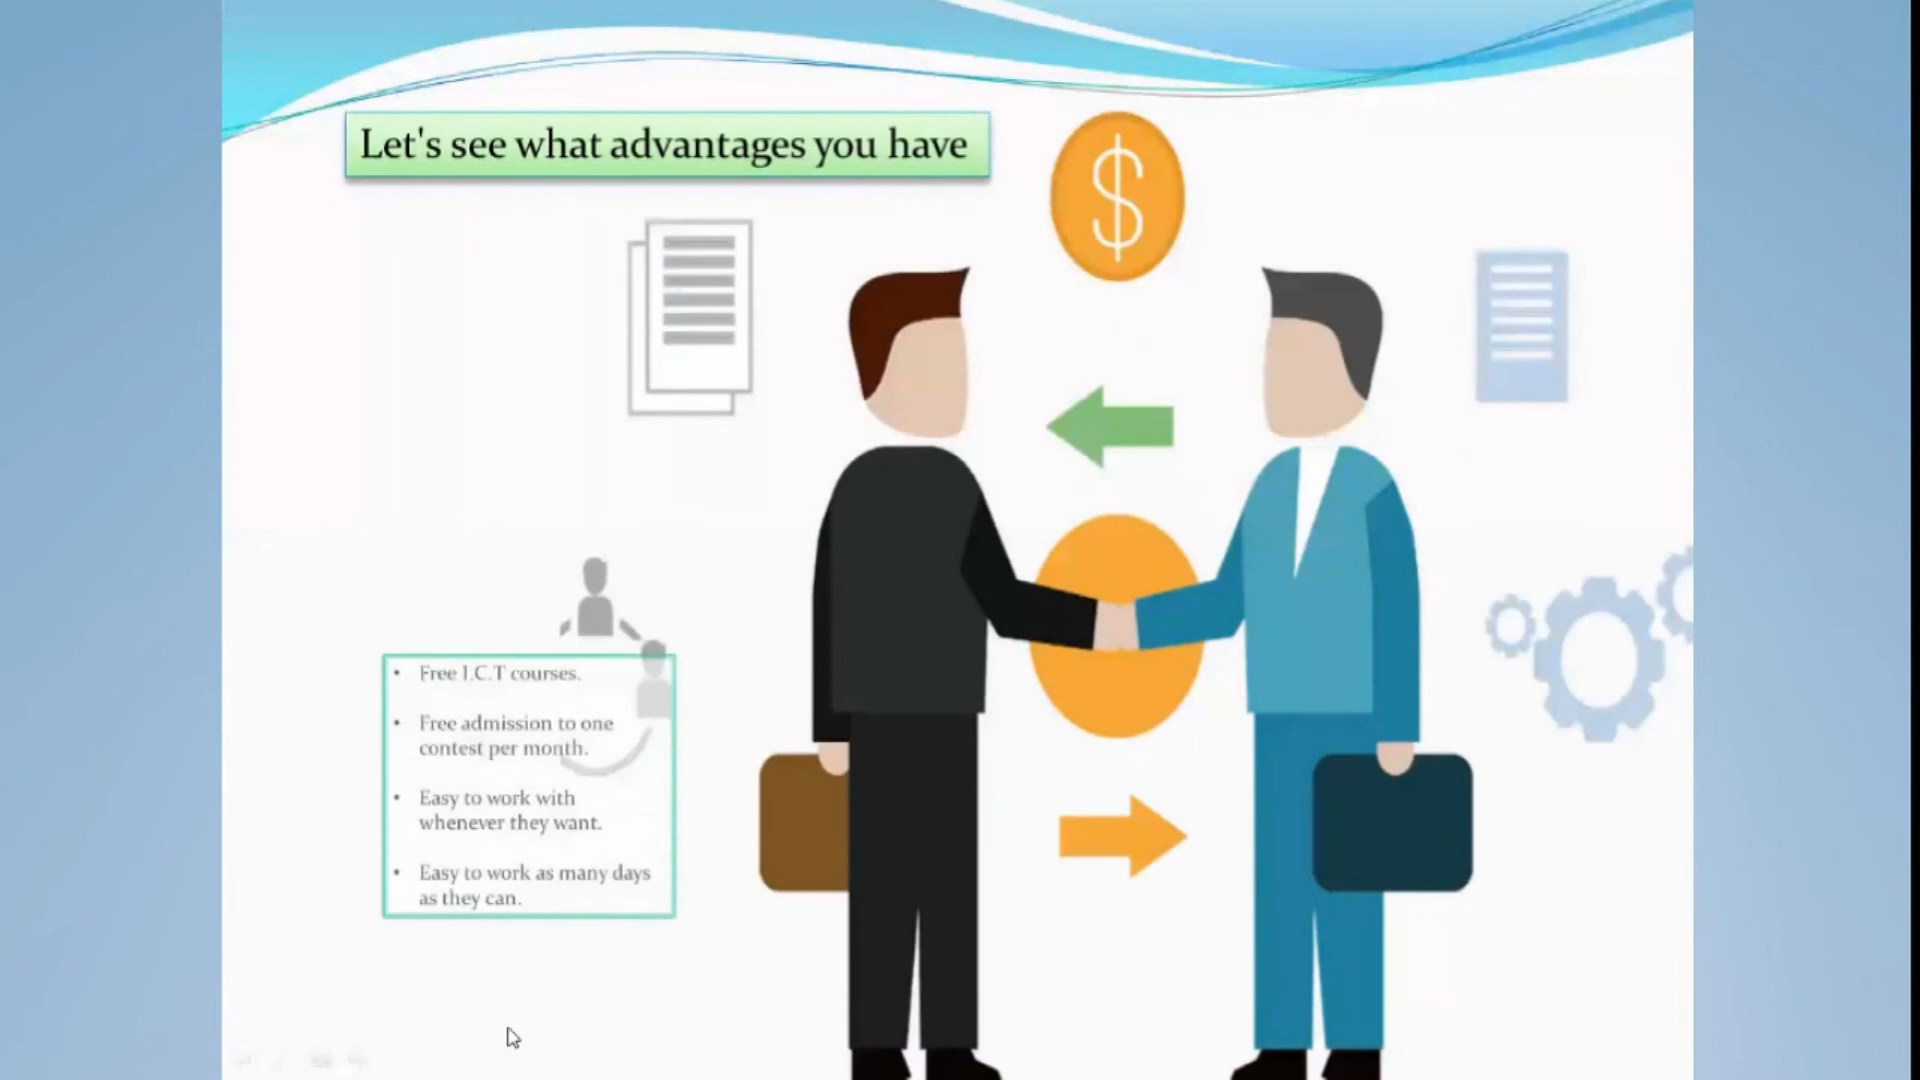 Let's see what advantages you have
$
• Free I.C.T courses.
• Free admission to one
contest per month.
• Easy to work with
whenever they want.
• Easy to work as many days
as they can.